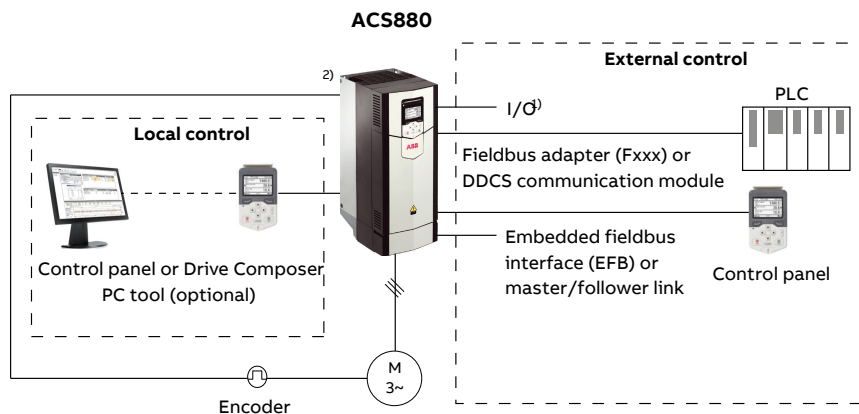 ACS880
2)
External control
PLC
I/O1)
Local control
ABB
Fieldbus adapter (Fxxx) or
DDCS communication module
Control panel or Drive Composer
PC tool (optional)
Embedded fieldbus
interface (EFB) or
master/follower link
Control panel
M
3~
Encoder